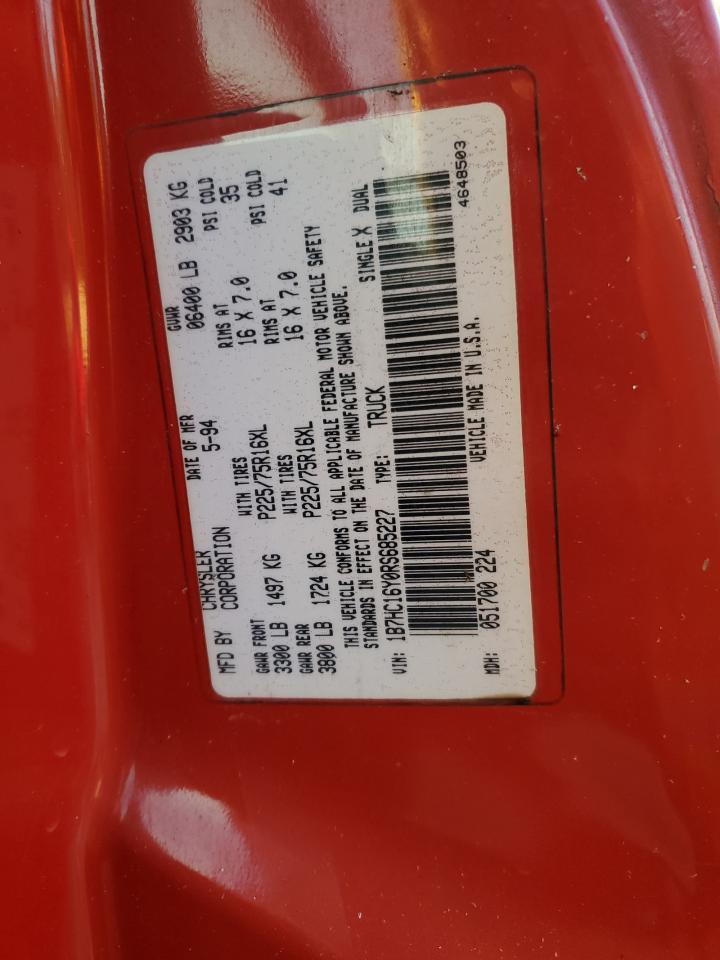 MFD BY CHRYSLER CORPORATION DATE OF MFR 5-94 GVWR 06400 LB 2903 KG
GAWR FRONT WITH TIRES RIMS AT PSI COLD
3300 LB 1497 KG P225/75R16XL 16 X 7.0 35
GAWR REAR WITH TIRES RIMS AT PSI COLD
3800 LB 1724 KG P225/75R16XL 16 X 7.0 41
THIS VEHICLE CONFORMS TO ALL APPLICABLE FEDERAL MOTOR VEHICLE SAFETY
STANDARDS IN EFFECT ON THE DATE OF MANUFACTURE SHOWN ABOVE.
VIN: 1B7HC16Y0RS685227 TYPE: TRUCK SINGLE X DUAL
MDH: 051700 224 VEHICLE MADE IN U.S.A. 4648503